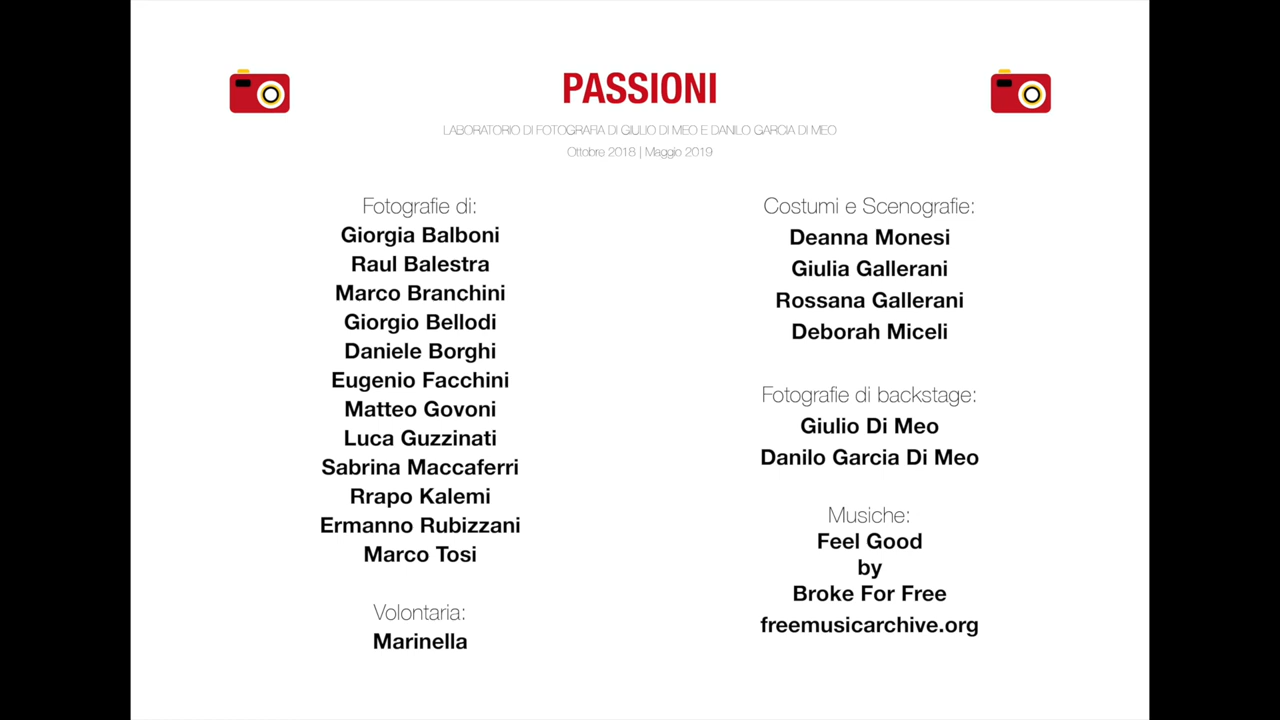 PASSIONI
LABORATORIO DI FOTOGRAFIA DI GIULIO DI MEO E DANILO GARCIA DI MEO
Ottobre 2018 | Maggio 2019
Fotografie di:
Giorgia Balboni
Raul Balestra
Marco Branchini
Giorgio Bellodi
Daniele Borghi
Eugenio Facchini
Matteo Govoni
Luca Guzzinati
Sabrina Maccaferri
Rrapo Kalemi
Ermanno Rubizzani
Marco Tosi
Volontaria:
Marinella
Costumi e Scenografie:
Deanna Monesi
Giulia Gallerani
Rossana Gallerani
Deborah Miceli
Fotografie di backstage:
Giulio Di Meo
Danilo Garcia Di Meo
Musiche:
Feel Good
by
Broke For Free
freemusicarchive.org